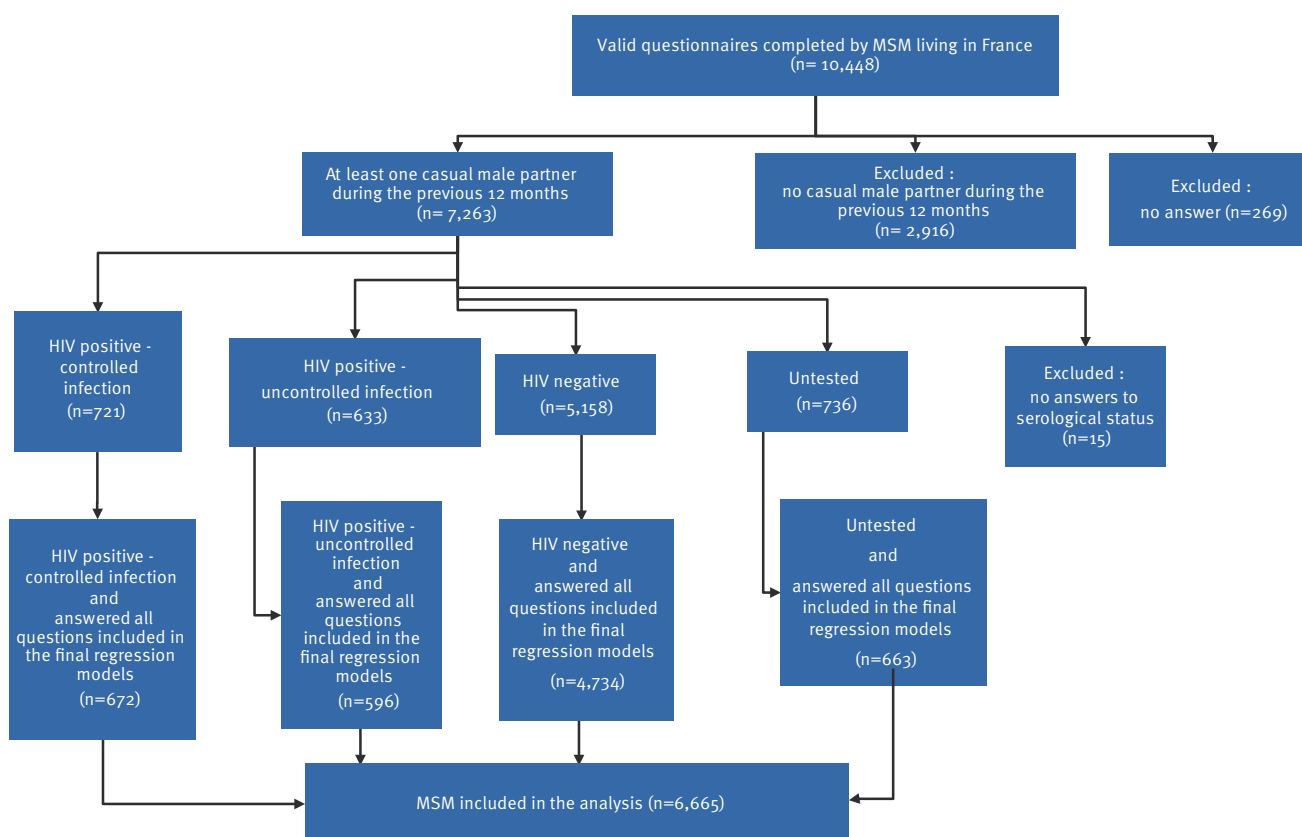 Valid questionnaires completed by MSM living in France
(n= 10,448)
At least one casual male partner
during the previous 12 months
(n= 7,263)
Excluded :
no casual male partner during the
previous 12 months
(n= 2,916)
Excluded :
no answer (n=269)
HIV positive -
controlled
infection
(n=721)
HIV positive -
uncontrolled infection
(n=633)
HIV negative
(n=5,158)
Untested
(n=736)
Excluded :
no answers to
serological status
(n=15)
HIV positive -
controlled infection
and
answered all
questions included in
the final regression
models
(n=672)
HIV positive -
uncontrolled
infection
and
answered all
questions
included in the
final regression
models
(n=596)
HIV negative
and
answered all
questions included
in the final
regression models
(n=4,734)
Untested
and
answered all questions
included in the final
regression models
(n=663)
MSM included in the analysis (n=6,665)